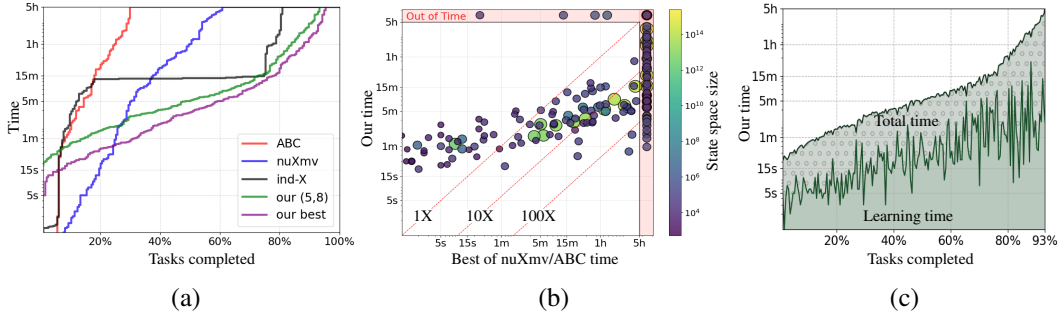 5h
1h
15m
5m
1m
15s
5s
Time
20%
40%
60%
80%
100%
Tasks completed
ABC
nuXmv
ind-X
our (5,8)
our best
(a)
Out of Time
5h
1h
15m
5m
1m
15s
5s
Our time
1X
10X
100X
5s
15s
1m
5m
15m
1h
5h
Best of nuXmv/ABC time
10^14
10^12
10^10
10^8
10^6
10^4
State space size
(b)
5h
1h
15m
5m
1m
15s
5s
Our time
Total time
Learning time
20%
40%
60%
80%
93%
Tasks completed
(c)